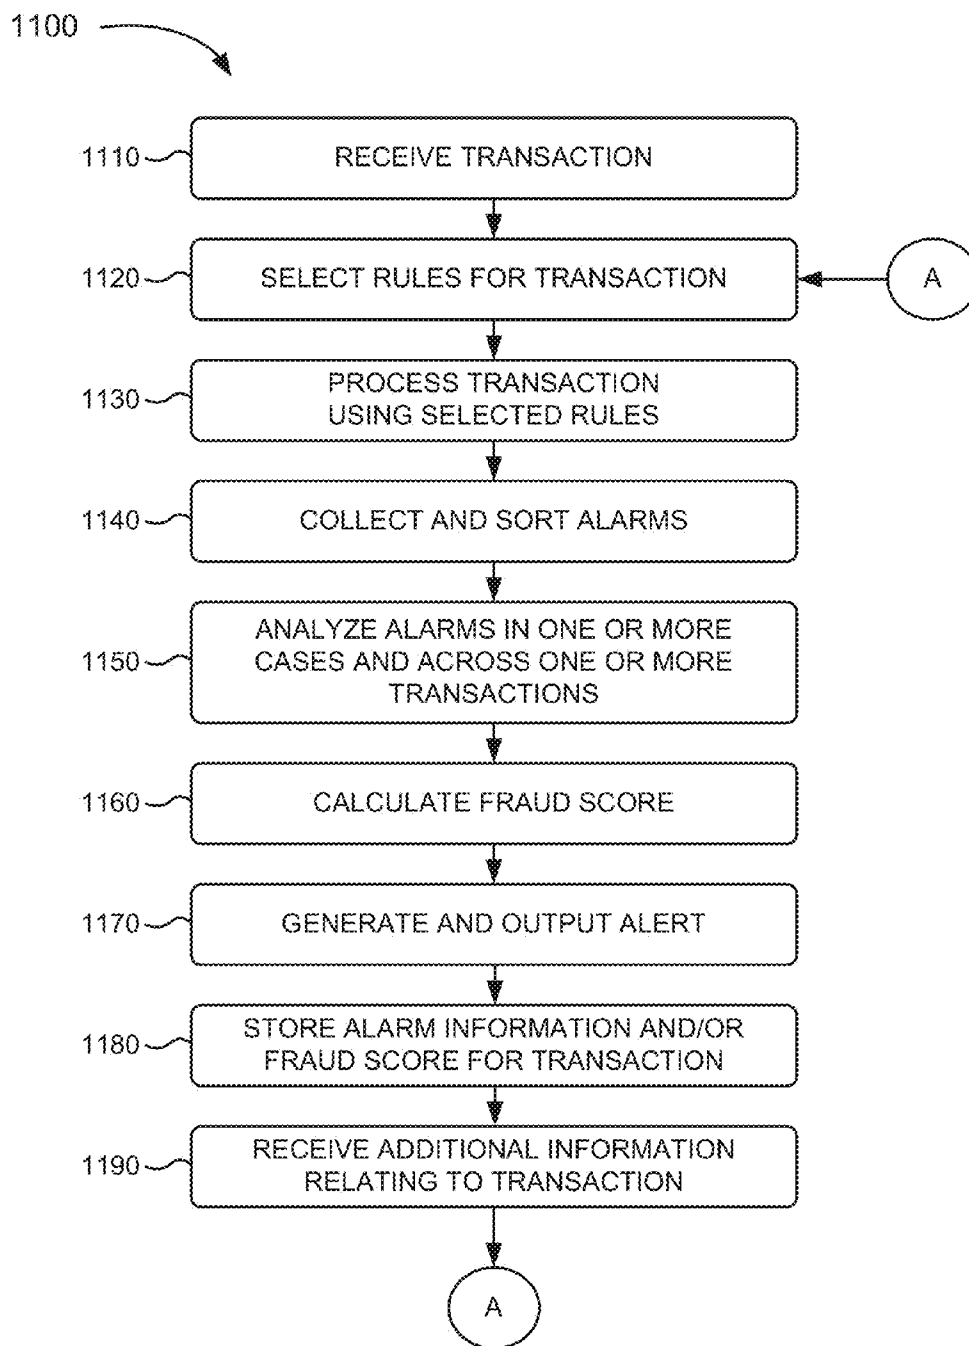 1100
1110
RECEIVE TRANSACTION
1120
SELECT RULES FOR TRANSACTION
A
1130
PROCESS TRANSACTION
USING SELECTED RULES
1140
COLLECT AND SORT ALARMS
1150
ANALYZE ALARMS IN ONE OR MORE
CASES AND ACROSS ONE OR MORE
TRANSACTIONS
1160
CALCULATE FRAUD SCORE
1170
GENERATE AND OUTPUT ALERT
1180
STORE ALARM INFORMATION AND/OR
FRAUD SCORE FOR TRANSACTION
1190
RECEIVE ADDITIONAL INFORMATION
RELATING TO TRANSACTION
A